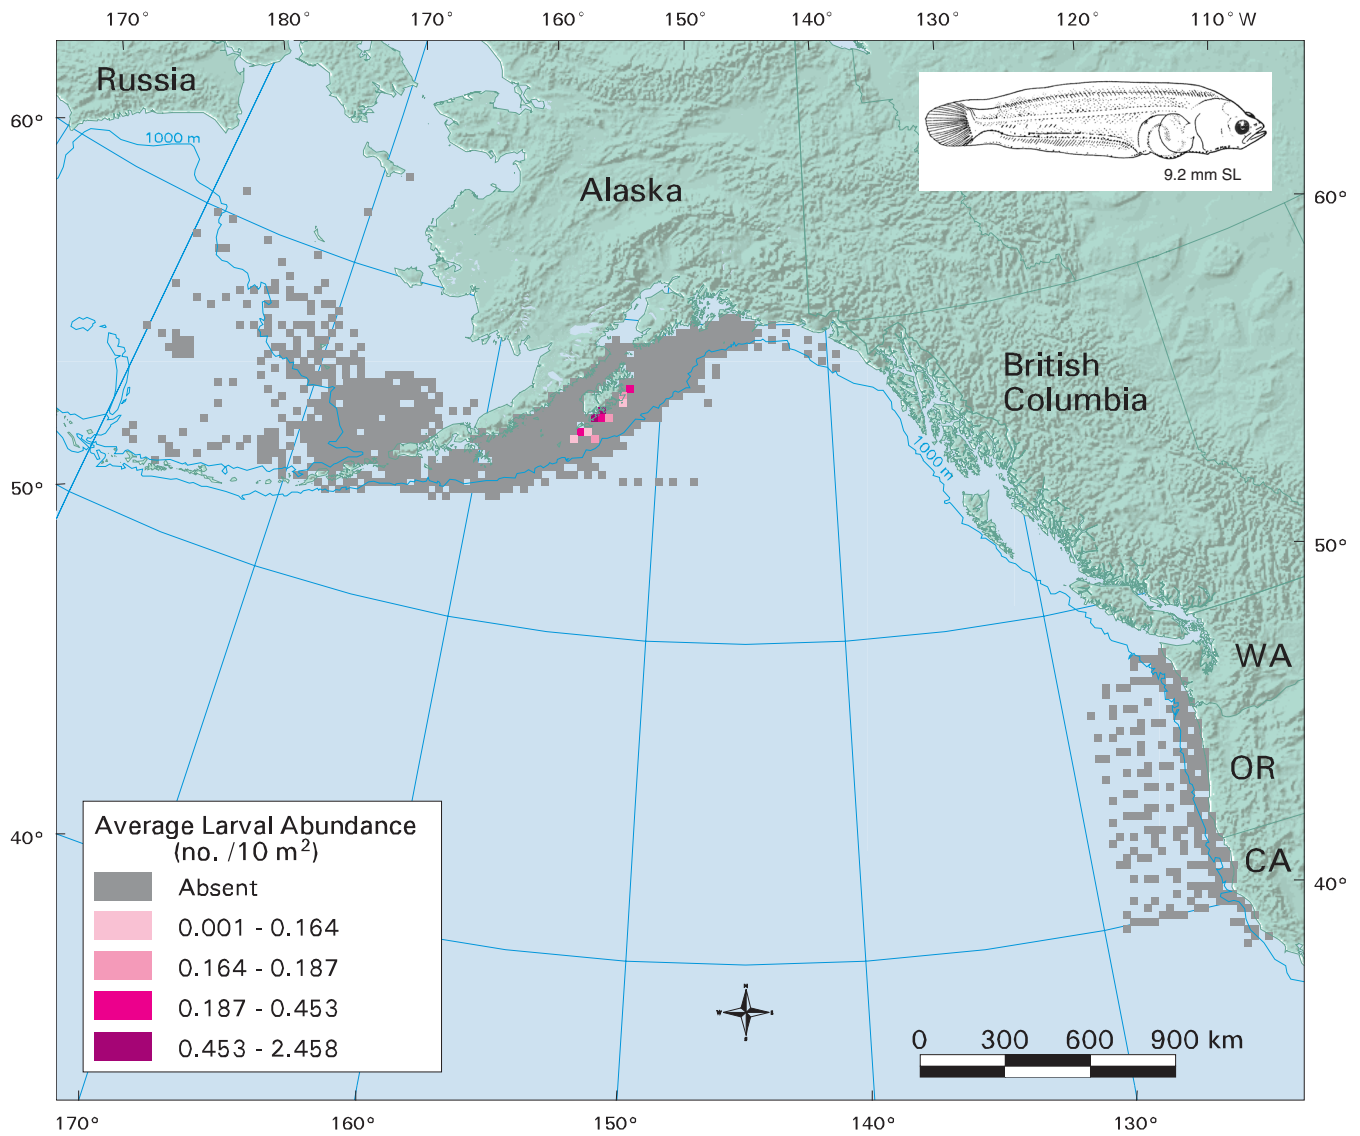 170° 180° 170° 160° 150° 140° 130° 120° 110° W
Russia
1000 m
60°
9.2 mm SL
Alaska
60°
British
Columbia
1000 m
50°
50°
WA
OR
CA
40°
40°
Average Larval Abundance
(no. /10 m²)
Absent
0.001 - 0.164
0.164 - 0.187
0.187 - 0.453
0.453 - 2.458
N
W
S
0 300 600 900 km
170° 160° 150° 140° 130°